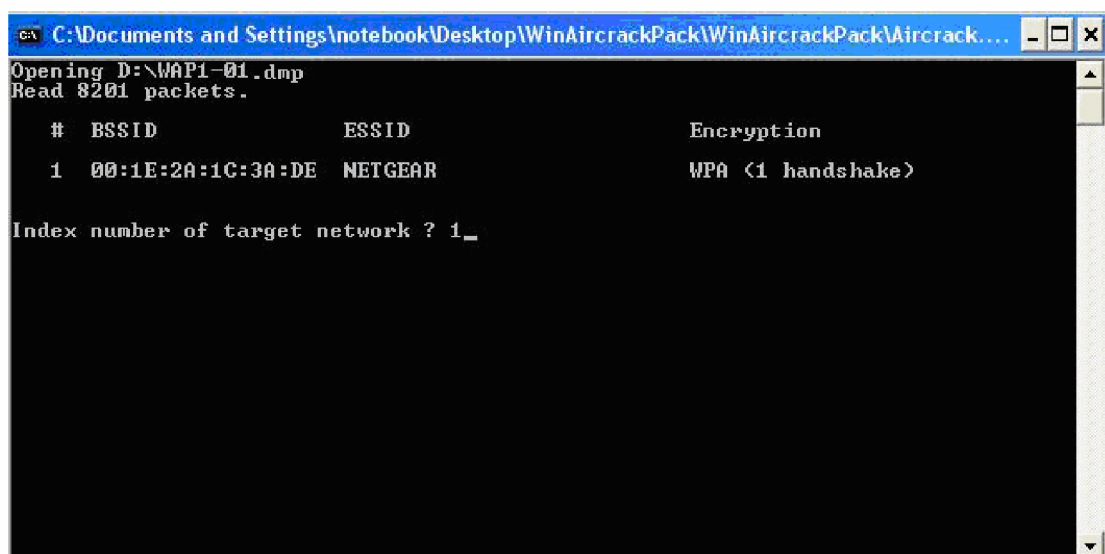 C:\Documents and Settings\notebook\Desktop\WinAircrackPack\WinAircrackPack\Aircrack....
Opening D:\WAP1-01.dmp
Read 8201 packets.
# BSSID ESSID Encryption
1 00:1E:2A:1C:3A:DE NETGEAR WPA (1 handshake)
Index number of target network ? 1_